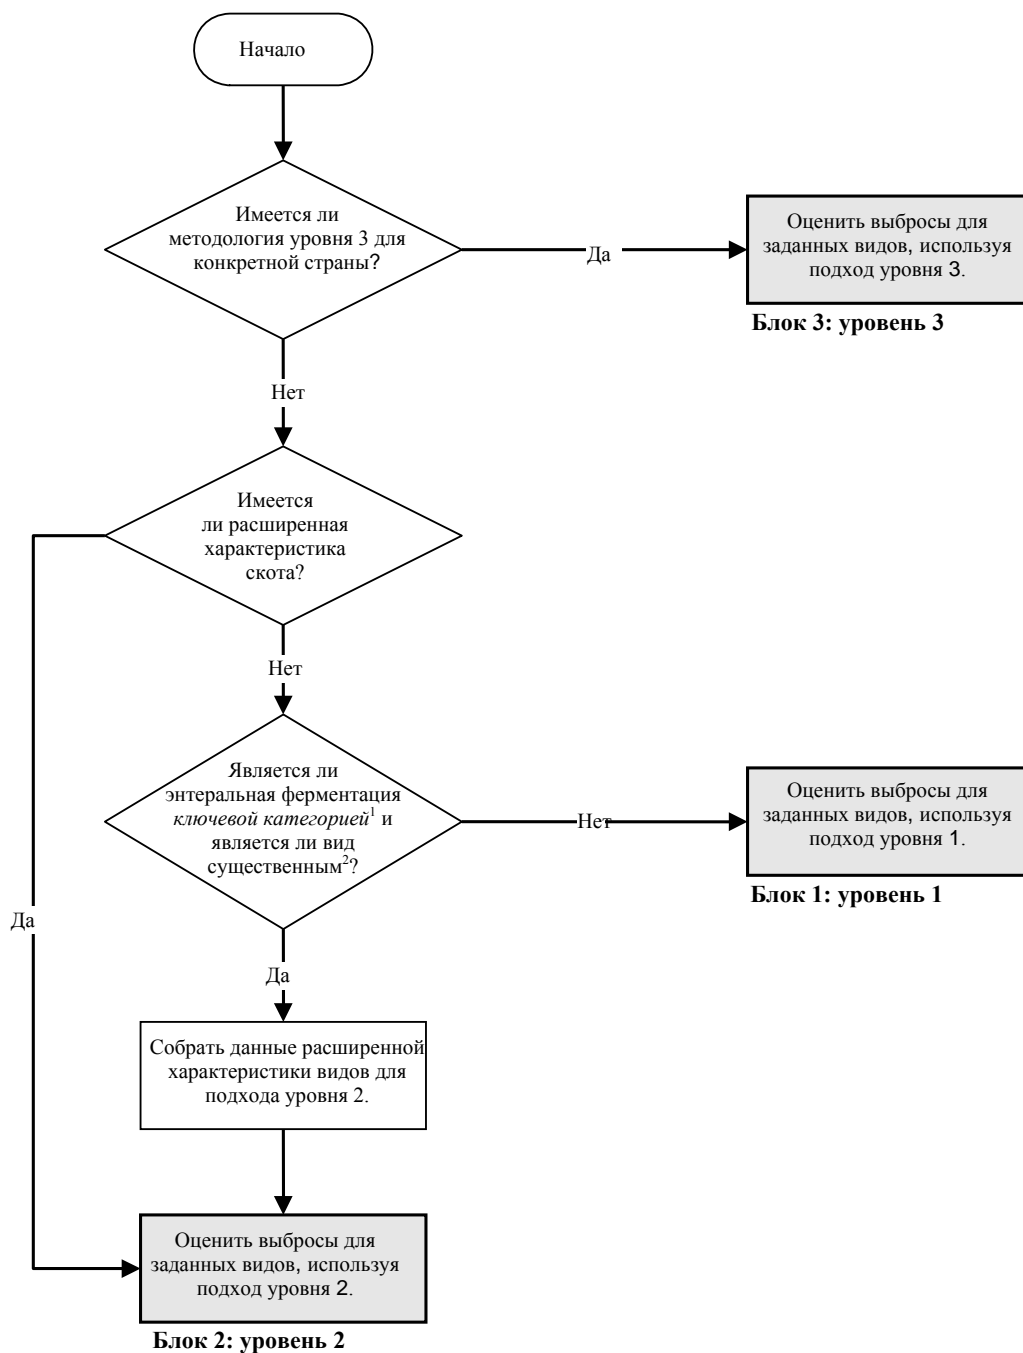 Начало
Имеется ли
методология уровня 3 для
конкретной страны?
Да
Оценить выбросы для
заданных видов, используя
подход уровня 3.
Блок 3: уровень 3
Нет
Имеется
ли расширенная
характеристика
скота?
Нет
Является ли
энтеральная ферментация
ключевой категорией¹ и
является ли вид
существенным²?
Нет
Оценить выбросы для
заданных видов, используя
подход уровня 1.
Блок 1: уровень 1
Да
Да
Собрать данные расширенной
характеристики видов для
подхода уровня 2.
Оценить выбросы для
заданных видов, используя
подход уровня 2.
Блок 2: уровень 2